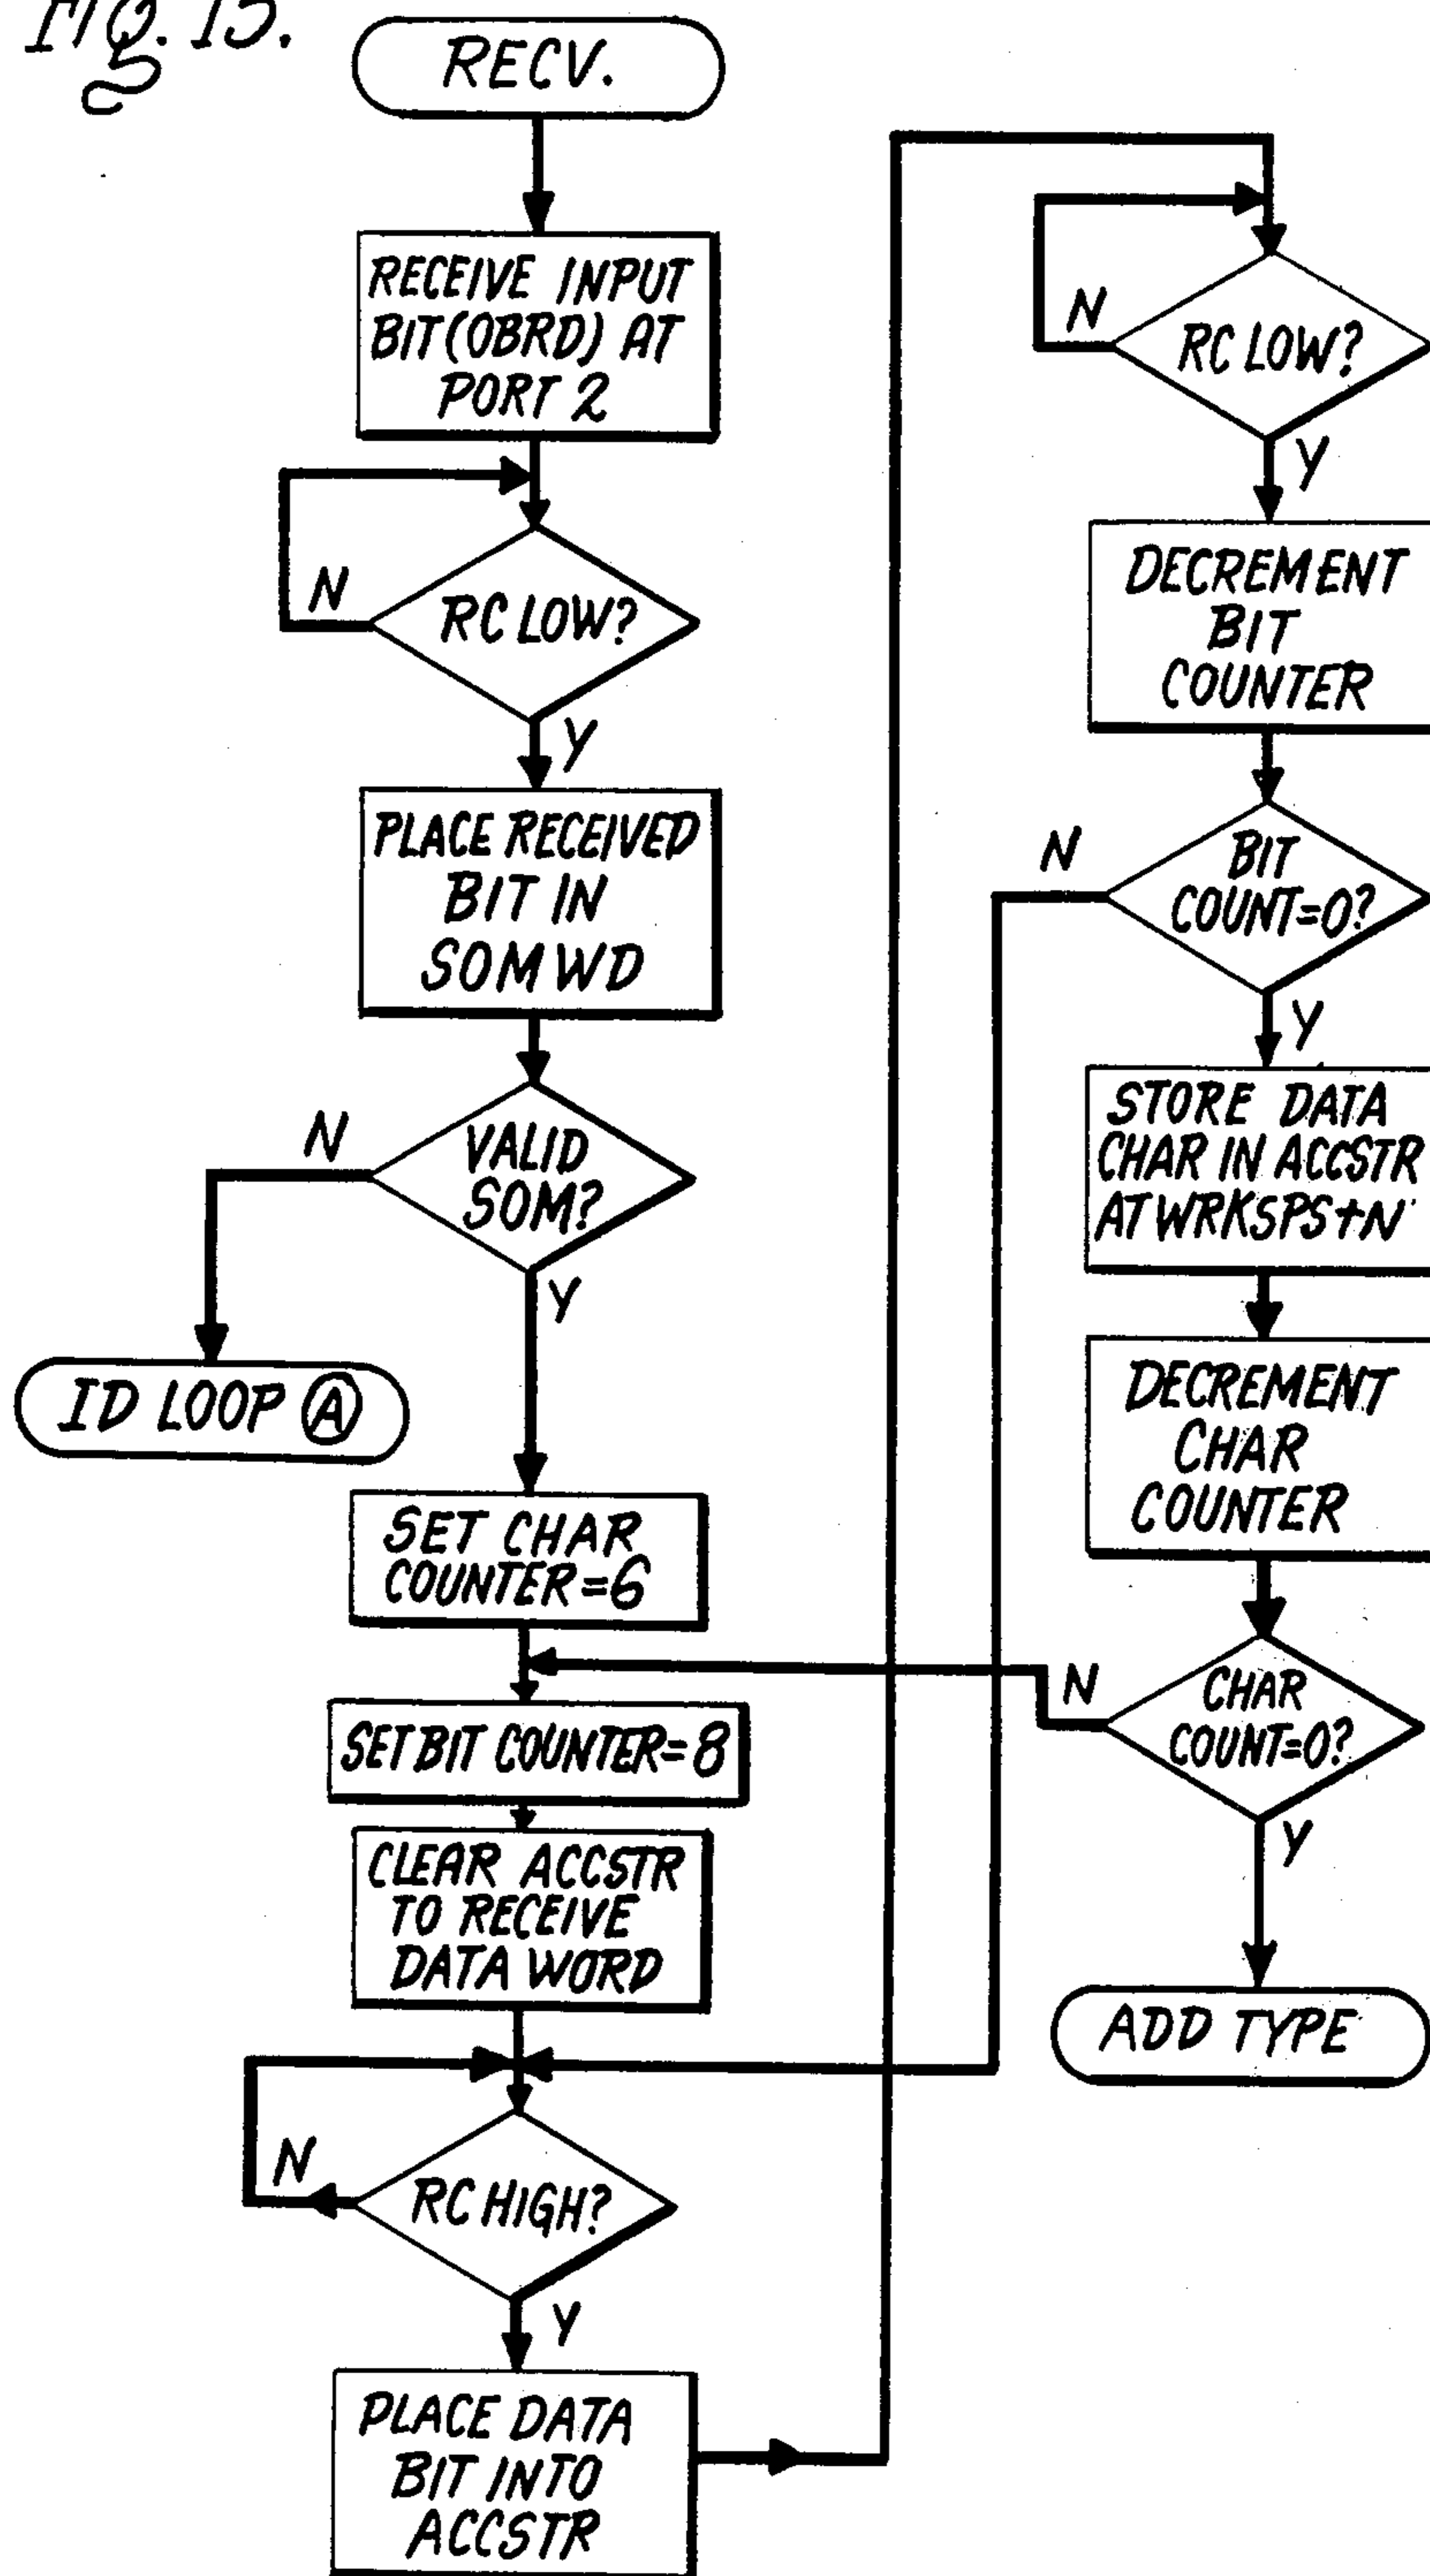 FIG. 15.
RECV.
RECEIVE INPUT
BIT(OBRD) AT
PORT 2
N
RC LOW?
Y
PLACE RECEIVED
BIT IN
SOMWD
N
VALID
SOM?
Y
ID LOOP A
SET CHAR
COUNTER=6
SET BIT COUNTER=8
CLEAR ACCSTR
TO RECEIVE
DATA WORD
N
RC HIGH?
Y
PLACE DATA
BIT INTO
ACCSTR
N
RC LOW?
Y
DECREMENT
BIT
COUNTER
N
BIT
COUNT=0?
Y
STORE DATA
CHAR IN ACCSTR
AT WRKSPS+N
DECREMENT
CHAR
COUNTER
N
CHAR
COUNT=0?
Y
ADD TYPE